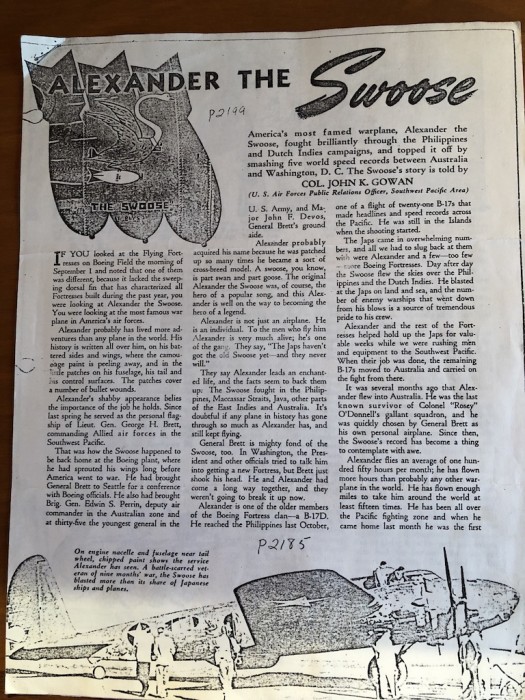 ALEXANDER THE Swoose
P2199
THE SWOOSE
America's most famed warplane, Alexander the
Swoose, fought brilliantly through the Philippines
and Dutch Indies campaigns, and topped it off by
smashing five world speed records between Australia
and Washington, D. C. The Swoose's story is told by
COL. JOHN K. GOWAN
(U. S. Air Forces Public Relations Officer, Southwest Pacific Area)
IF YOU looked at the Flying Fort-
resses on Boeing Field the morning of
September 1 and noted that one of them
was different, because it lacked the sweep-
ing dorsal fin that has characterized all
Fortresses built during the past year, you
were looking at Alexander the Swoose.
You were looking at the most famous war
plane in America's air forces.
Alexander probably has lived more ad-
ventures than any plane in the world. His
history is written all over him, on his bat-
tered sides and wings, where the camou-
age paint is peeling away, and in the
little patches on his fuselage, his tail and
his control surfaces. The patches cover
a number of bullet wounds.
Alexander's shabby appearance belies
the importance of the job he holds. Since
last spring he served as the personal flag-
ship of Lieut. Gen. George H. Brett,
commanding Allied air forces in the
Southwest Pacific.
That was how the Swoose happened to
be back home at the Boeing plant, where
he had sprouted his wings long before
America went to war. He had brought
General Brett to Seattle for a conference
with Boeing officials. He also had brought
Brig. Gen. Edwin S. Perrin, deputy air
commander in the Australian zone and
at thirty-five the youngest general in the
U. S. Army, and Ma-
jor John F. Devos,
General Brett's ground
aide.
Alexander probably
acquired his name because he was patched
up so many times he became a sort of
cross-breed model. A swoose, you know,
is part swan and part goose. The original
Alexander the Swoose was, of course, the
hero of a popular song, and this Alex-
ander is well on the way to becoming the
hero of a legend.
Alexander is not just an airplane. He
is an individual. To the men who fly him
Alexander is very much alive; he's one
of the gang. They say, "The Japs haven't
got the old Swoose yet—and they never
will."
They say Alexander leads an enchant-
ed life, and the facts seem to back them
up. The Swoose fought in the Philip-
pines, Maccassar Straits, Java, other parts
of the East Indies and Australia. It's
doubtful if any plane in history has gone
through so much as Alexander has, and
still kept flying.
General Brett is mighty fond of the
Swoose, too. In Washington, the Pres-
ident and other officials tried to talk him
into getting a new Fortress, but Brett just
shook his head. He and Alexander had
come a long way together, and they
weren't going to break it up now.
Alexander is one of the older members
of the Boeing Fortress clan—a B-17D.
He reached the Philippines last October,
one of a flight of twenty-one B-17s that
made headlines and speed records across
the Pacific. He was still in the Islands
when the shooting started.
The Japs came in overwhelming num-
bers, and all we had to slug back at them
with were Alexander and a few—too few
—more Boeing Fortresses. Day after day
the Swoose flew the skies over the Phil-
ippines and the Dutch Indies. He blasted
at the Japs on land and sea, and the num-
ber of enemy warships that went down
from his blows is a source of tremendous
pride to his crew.
Alexander and the rest of the Fort-
resses helped hold up the Japs for valu-
able weeks while we were rushing men
and equipment to the Southwest Pacific.
When their job was done, the remaining
B-17s moved to Australia and carried on
the fight from there.
It was several months ago that Alex-
ander flew into Australia. He was the last
known survivor of Colonel "Rosey"
O'Donnell's gallant squadron, and he
was quickly chosen by General Brett as
his own personal airplane. Since then,
the Swoose's record has become a thing
to contemplate with awe.
Alexander flies an average of one hun-
dred fifty hours per month; he has flown
more hours than probably any other war-
plane in the world. He has flown enough
miles to take him around the world at
least fifteen times. He has been all over
the Pacific fighting zone and when he
came home last month he was the first
P2185
On engine nacelle and fuselage near tail
wheel, chipped paint shows the service
Alexander has seen. A battle-scarred vet-
eran of nine months' war, the Swoose has
blasted more than its share of Japanese
ships and planes.